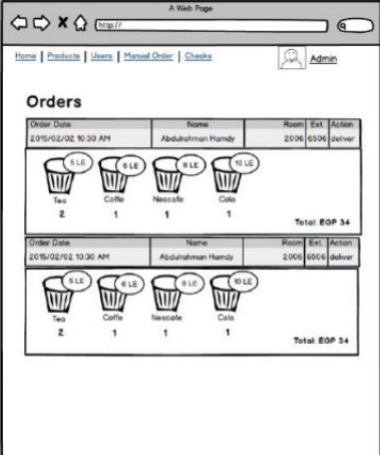 A Web Page
http://
Home | Products | Users | Manual Order | Checks
Admin
Orders
Order Date Name Room Ext. Action
2015/02/02 10:30 AM Abdulrahman Hamdy 2006 6506 deliver
5 LE 6 LE 8 LE 10 LE
Tea Coffe Nescafe Cola
2 1 1 1
Total: EGP 34
Order Date Name Room Ext. Action
2015/02/02 10:30 AM Abdulrahman Hamdy 2006 6506 deliver
5 LE 6 LE 8 LE 10 LE
Tea Coffe Nescafe Cola
2 1 1 1
Total: EGP 34